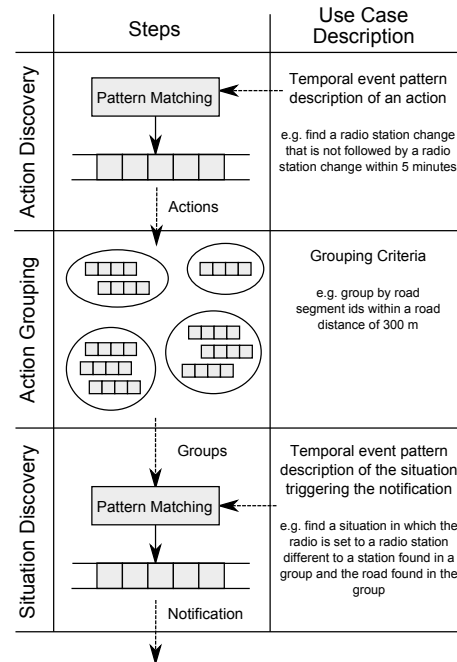 Steps
Use Case
Description
Action Discovery
Pattern Matching
Temporal event pattern
description of an action
e.g. find a radio station change
that is not followed by a radio
station change within 5 minutes
Actions
Action Grouping
Grouping Criteria
e.g. group by road
segment ids within a road
distance of 300 m
Situation Discovery
Groups
Pattern Matching
Temporal event pattern
description of the situation
triggering the notification
e.g. find a situation in which the
radio is set to a radio station
different to a station found in a
group and the road found in the
group
Notification